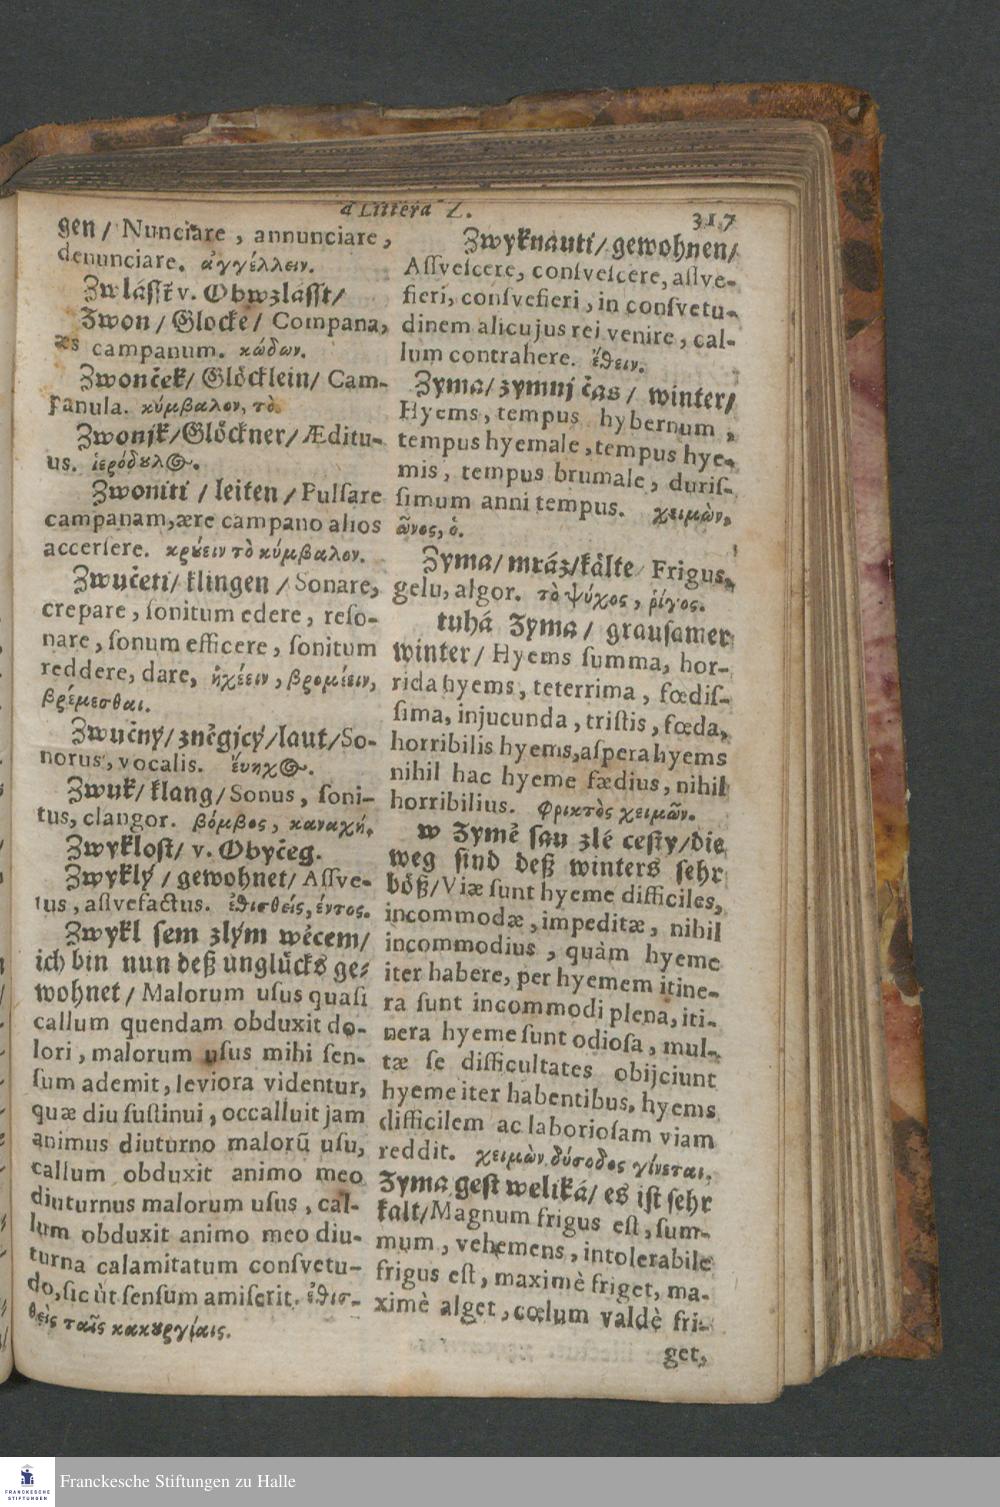 à Littera Z.
317
gen / Nunciare, annunciare,
denunciare. ἀγγέλλειν.
Zwlásſt v. Obwzlásſt/
Zwon / Glocke / Compana,
æs campanum. κώδων.
Zwonček/ Glöcklein/ Cam-
panula. κύμβαλον, τὸ.
Zwonjk/Glöckner/ Æditu-
us. ἱερόδουλος.
Zwoniti / leiten / Pulſare
campanam, ære campano alios
accerſere. κρούειν τὸ κύμβαλον.
Zwučeti/ klingen / Sonare,
crepare, ſonitum edere, reſo-
nare, ſonum efficere, ſonitum
reddere, dare, ἠχέειν, βρομέειν,
βρέμεσθαι.
Zwučný/ zněgjcý/laut/So-
norus, vocalis. ἔυηχος.
Zwuk/ klang/ Sonus, ſoni-
tus, clangor. βόμβος, καναχή.
Zwykloſt/ v. Obyčeg.
Zwyklý / gewohnet/ Aſſve-
tus, aſſvefactus. ἐθισθείς, έντος.
Zwykl ſem zlým wěcem/
ich bin nun deß unglücks ge-
wohnet / Malorum uſus quaſi
callum quendam obduxit do-
lori, malorum uſus mihi ſen-
ſum ademit, leviora videntur,
quæ diu ſuſtinui, occalluit jam
animus diuturno malorũ uſu,
callum obduxit animo meo
diuturnus malorum uſus, cal-
lum obduxit animo meo diu-
turna calamitatum conſvetu-
do, ſic ùt ſenſum amiſerit. ἐθισ-
θεὶς ταῖς κακουργίαις.
Zwyknauti/gewohnen/
Aſſveſcere, conſveſcere, aſſve-
fieri, conſvefieri, in conſvetu-
dinem alicujus rei venire, cal-
lum contrahere. ἔθειν.
Zyma/ zymnj čas / winter/
Hyems, tempus hybernum,
tempus hyemale, tempus hye-
mis, tempus brumale, duriſ-
ſimum anni tempus. χειμὼν,
ῶνος, ὁ.
Zyma/ mráz/kälte/ Frigus,
gelu, algor. τὸ ψύχος, ῥίγος.
tuhá Zyma/ grauſamer
winter/ Hyems ſumma, hor-
rida hyems, teterrima, fœdiſ-
ſima, injucunda, triſtis, fœda,
horribilis hyems, aſpera hyems
nihil hac hyeme fædius, nihil
horribilius. φρικτὸς χειμῶν.
w Zymě ſau zlé ceſty/die
weg ſind deß winters ſehr
böß/Viæ ſunt hyeme difficiles,
incommodæ, impeditæ, nihil
incommodius, quàm hyeme
iter habere, per hyemem itine-
ra ſunt incommodi plena, iti-
nera hyeme ſunt odioſa, mul-
tæ ſe difficultates obijciunt
hyeme iter habentibus, hyems
difficilem ac laborioſam viam
reddit. χειμὼν δύσοδος γίνεται.
Zyma geſt weliká/ es iſt ſehr
kalt/Magnum frigus eſt, ſum-
mum, vehemens, intolerabile
frigus eſt, maximè friget, ma-
ximè alget, cœlum valdè fri-
get,
FRANCKESCHE
STIFTUNGEN
Franckesche Stiftungen zu Halle